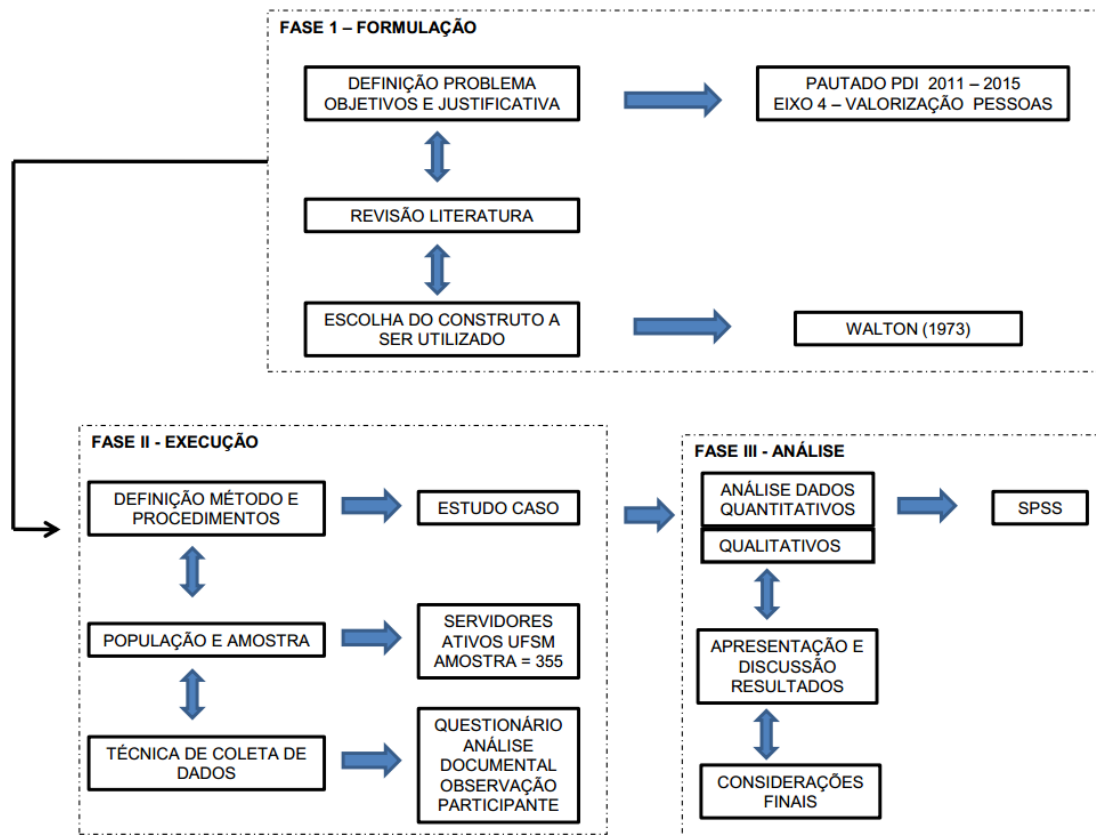 FASE 1 – FORMULAÇÃO
DEFINIÇÃO PROBLEMA
OBJETIVOS E JUSTIFICATIVA
PAUTADO PDI 2011 – 2015
EIXO 4 – VALORIZAÇÃO PESSOAS
REVISÃO LITERATURA
ESCOLHA DO CONSTRUTO A
SER UTILIZADO
WALTON (1973)
FASE II - EXECUÇÃO
DEFINIÇÃO MÉTODO E
PROCEDIMENTOS
ESTUDO CASO
POPULAÇÃO E AMOSTRA
SERVIDORES
ATIVOS UFSM
AMOSTRA = 355
TÉCNICA DE COLETA DE
DADOS
QUESTIONÁRIO
ANÁLISE
DOCUMENTAL
OBSERVAÇÃO
PARTICIPANTE
FASE III - ANÁLISE
ANÁLISE DADOS
QUANTITATIVOS
QUALITATIVOS
SPSS
APRESENTAÇÃO E
DISCUSSÃO
RESULTADOS
CONSIDERAÇÕES
FINAIS